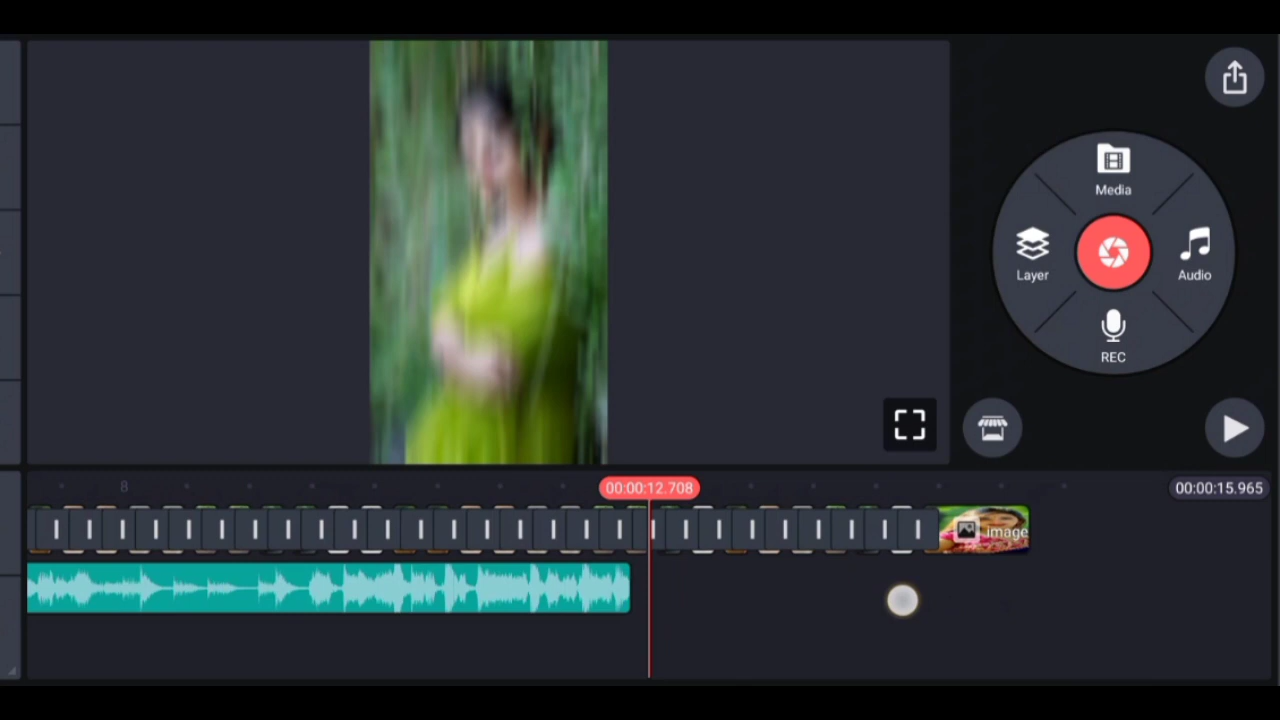 Media
Layer
Audio
REC
8
00:00:12.708
00:00:15.965
image